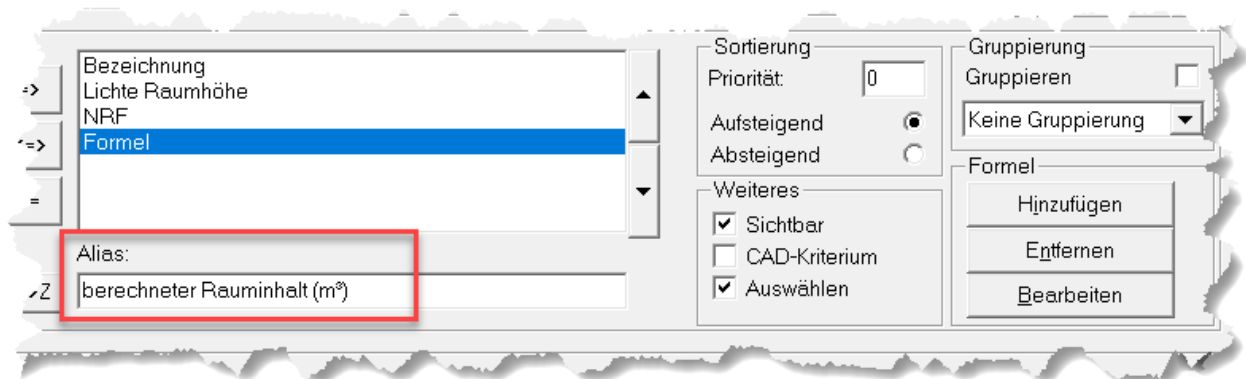 =>
Bezeichnung
Lichte Raumhöhe
NRF
Formel
=>
=
Alias:
berechneter Rauminhalt (m³)
Z
Sortierung
Priorität: 0
Aufsteigend
Absteigend
Weiteres
Sichtbar
CAD-Kriterium
Auswählen
Gruppierung
Gruppieren
Keine Gruppierung
Formel
Hinzufügen
Entfernen
Bearbeiten